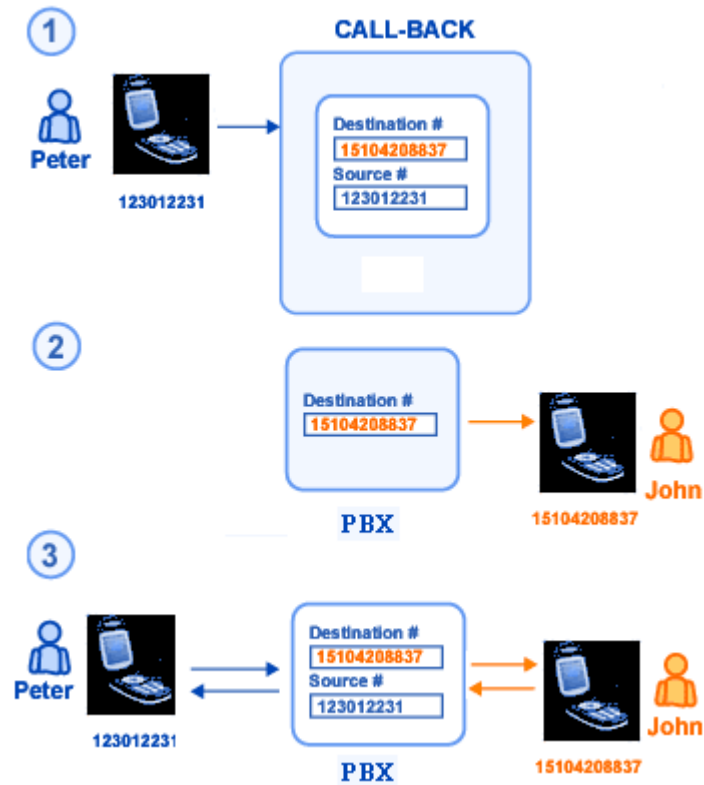 1
CALL-BACK
Destination #
15104208837
Source #
123012231
Peter
123012231
2
Destination #
15104208837
PBX
John
15104208837
3
Destination #
15104208837
Source #
123012231
PBX
Peter
123012231
John
15104208837